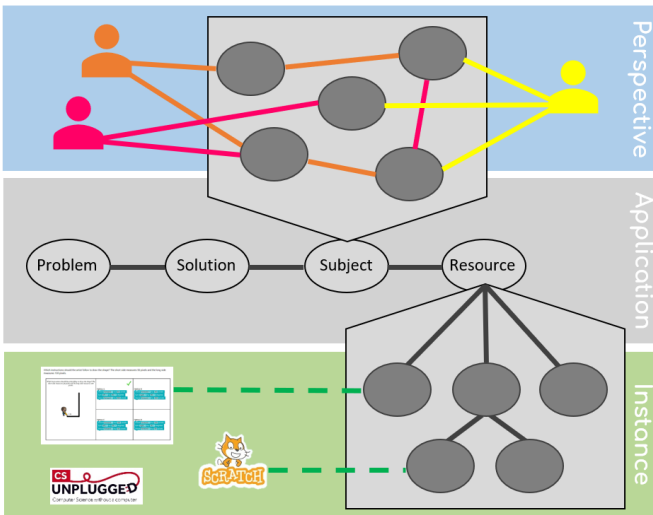 Perspective
Application
Problem
Solution
Subject
Resource
Instance
SCRATCH
CS
UNPLUGGED
Computer Science without a computer